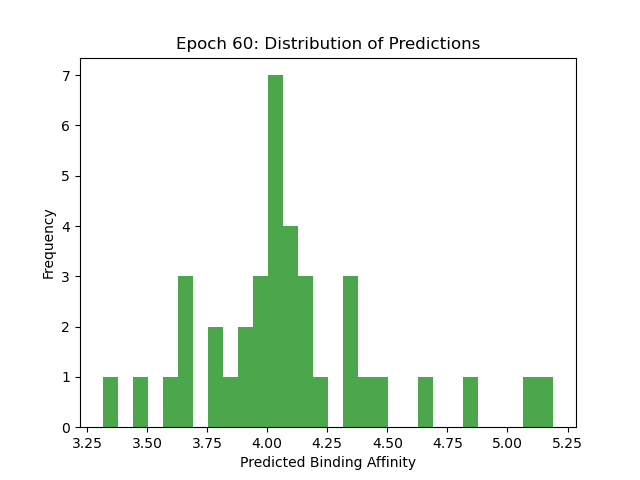 Epoch 60: Distribution of Predictions
7
6
5
4
3
2
1
0
Frequency
3.25 3.50 3.75 4.00 4.25 4.50 4.75 5.00 5.25
Predicted Binding Affinity